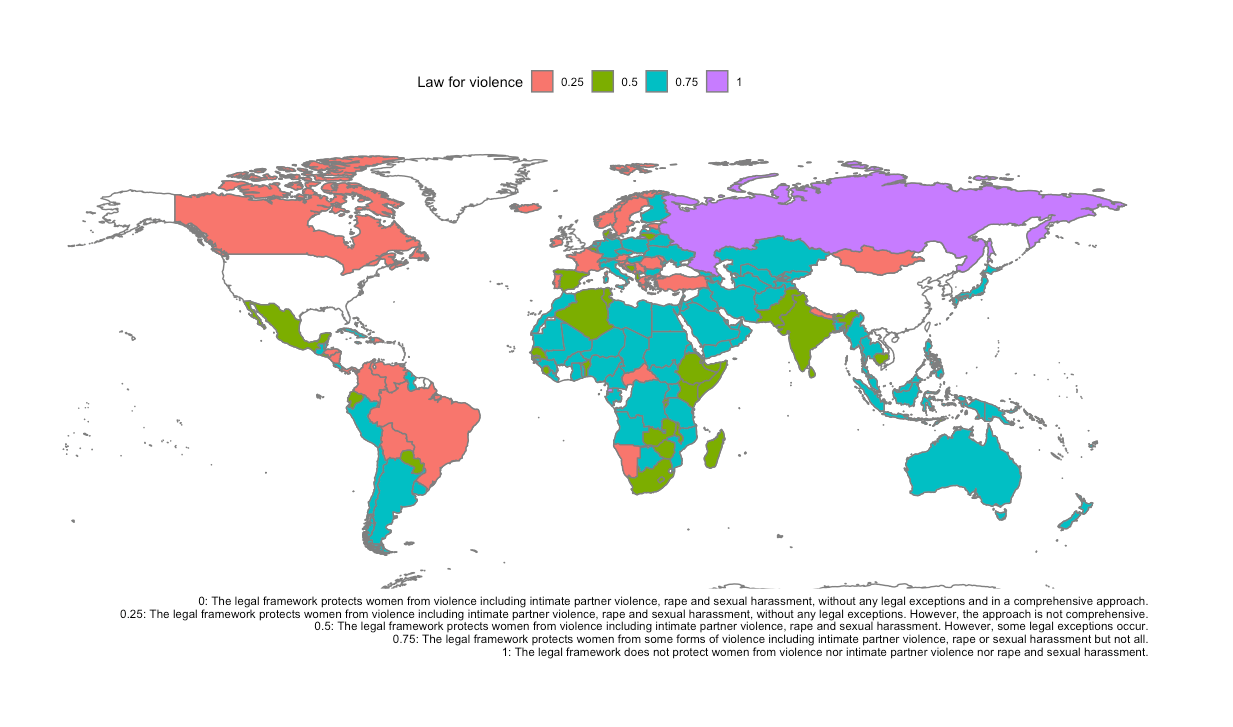 Law for violence 0.25 0.5 0.75 1
0: The legal framework protects women from violence including intimate partner violence, rape and sexual harassment, without any legal exceptions and in a comprehensive approach.
0.25: The legal framework protects women from violence including intimate partner violence, rape and sexual harassment, without any legal exceptions. However, the approach is not comprehensive.
0.5: The legal framework protects women from violence including intimate partner violence, rape and sexual harassment. However, some legal exceptions occur.
0.75: The legal framework protects women from some forms of violence including intimate partner violence, rape or sexual harassment but not all.
1: The legal framework does not protect women from violence nor intimate partner violence nor rape and sexual harassment.